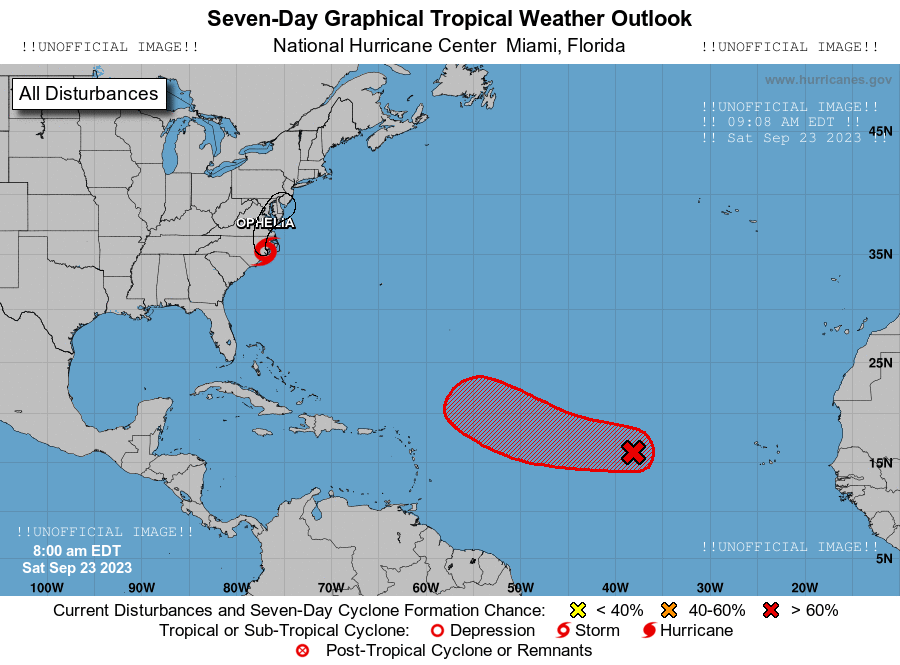 Seven-Day Graphical Tropical Weather Outlook
!!UNOFFICIAL IMAGE!! National Hurricane Center Miami, Florida !!UNOFFICIAL IMAGE!!
All Disturbances
www.hurricanes.gov
!!UNOFFICIAL IMAGE!!
!! 09:08 AM EDT !!
!! Sat Sep 23 2023 !!
45N
OPHELIA
35N
25N
15N
!!UNOFFICIAL IMAGE!!
8:00 am EDT
Sat Sep 23 2023
!!UNOFFICIAL IMAGE!!
5N
100W 90W 80W 70W 60W 50W 40W 30W 20W
Current Disturbances and Seven-Day Cyclone Formation Chance: < 40% 40-60% > 60%
Tropical or Sub-Tropical Cyclone: Depression Storm Hurricane
Post-Tropical Cyclone or Remnants